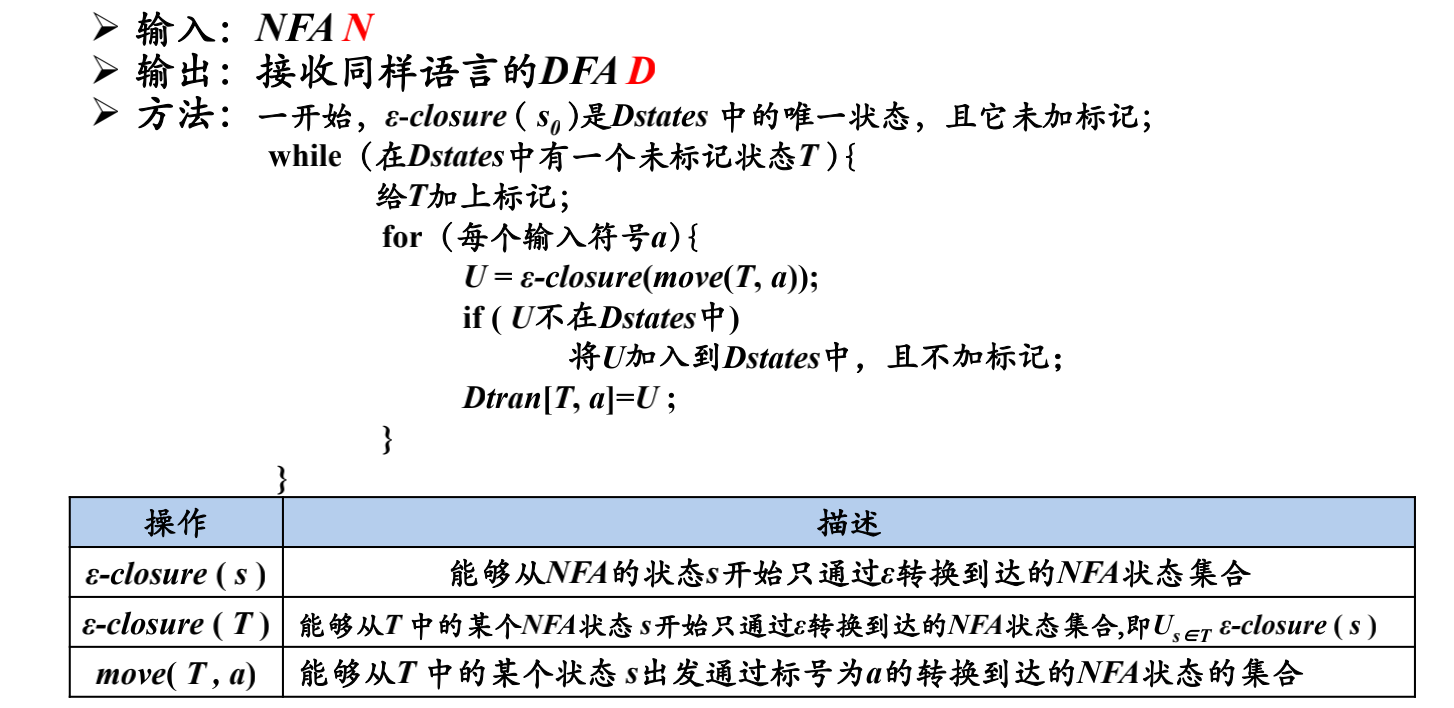 ➢ 输入：NFA N
➢ 输出：接收同样语言的DFA D
➢ 方法：一开始，ε-closure ( s₀ )是Dstates 中的唯一状态，且它未加标记；
while（在Dstates中有一个未标记状态T ）{
给T加上标记；
for（每个输入符号a）{
U = ε-closure(move(T, a));
if ( U不在Dstates中)
将U加入到Dstates中，且不加标记；
Dtran[T, a]=U ;
}
}
操作 描述
ε-closure ( s ) 能够从NFA的状态s开始只通过ε转换到达的NFA状态集合
ε-closure ( T ) 能够从T 中的某个NFA状态 s开始只通过ε转换到达的NFA状态集合,即U s∈T ε-closure ( s )
move( T , a) 能够从T 中的某个状态 s出发通过标号为a的转换到达的NFA状态的集合